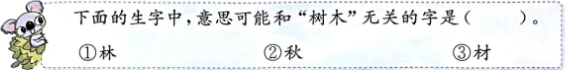 下面的生字中，意思可能和“树木”无关的字是（　　）。
①林　②秋　③材